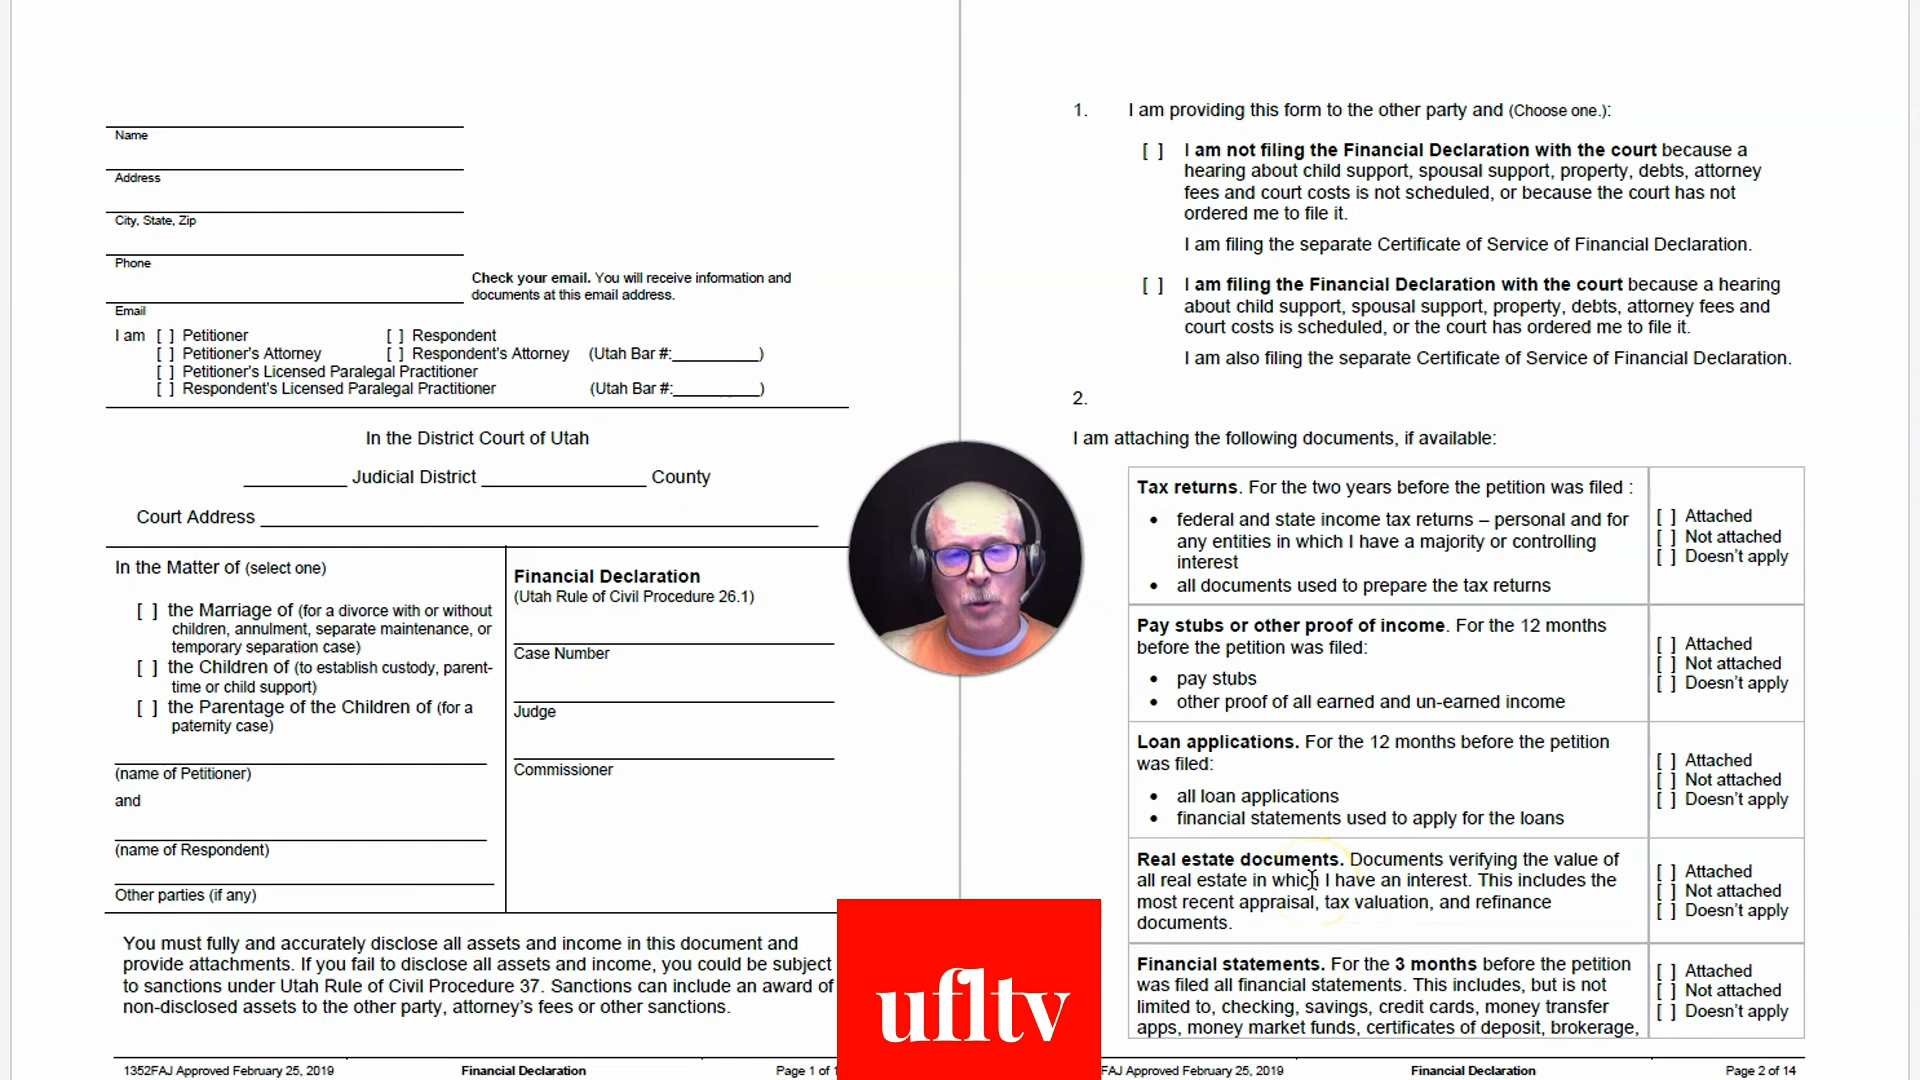 Name
Address
City, State, Zip
Phone
Check your email. You will receive information and
documents at this email address.
Email
I am [ ] Petitioner [ ] Respondent
[ ] Petitioner's Attorney [ ] Respondent's Attorney (Utah Bar #:_________)
[ ] Petitioner's Licensed Paralegal Practitioner
[ ] Respondent's Licensed Paralegal Practitioner (Utah Bar #:_________)
In the District Court of Utah
__________ Judicial District ________________ County
Court Address ______________________________________________________
In the Matter of (select one)
[ ] the Marriage of (for a divorce with or without
children, annulment, separate maintenance, or
temporary separation case)
[ ] the Children of (to establish custody, parent-
time or child support)
[ ] the Parentage of the Children of (for a
paternity case)
(name of Petitioner)
and
(name of Respondent)
Other parties (if any)
Financial Declaration
(Utah Rule of Civil Procedure 26.1)
Case Number
Judge
Commissioner
You must fully and accurately disclose all assets and income in this document and
provide attachments. If you fail to disclose all assets and income, you could be subject
to sanctions under Utah Rule of Civil Procedure 37. Sanctions can include an award of
non-disclosed assets to the other party, attorney's fees or other sanctions.
1352FAJ Approved February 25, 2019 Financial Declaration Page 1 of
1. I am providing this form to the other party and (Choose one.):
[ ] I am not filing the Financial Declaration with the court because a
hearing about child support, spousal support, property, debts, attorney
fees and court costs is not scheduled, or because the court has not
ordered me to file it.
I am filing the separate Certificate of Service of Financial Declaration.
[ ] I am filing the Financial Declaration with the court because a hearing
about child support, spousal support, property, debts, attorney fees and
court costs is scheduled, or the court has ordered me to file it.
I am also filing the separate Certificate of Service of Financial Declaration.
2.
I am attaching the following documents, if available:
Tax returns. For the two years before the petition was filed :
• federal and state income tax returns – personal and for
any entities in which I have a majority or controlling
interest
• all documents used to prepare the tax returns
[ ] Attached
[ ] Not attached
[ ] Doesn't apply
Pay stubs or other proof of income. For the 12 months
before the petition was filed:
• pay stubs
• other proof of all earned and un-earned income
[ ] Attached
[ ] Not attached
[ ] Doesn't apply
Loan applications. For the 12 months before the petition
was filed:
• all loan applications
• financial statements used to apply for the loans
[ ] Attached
[ ] Not attached
[ ] Doesn't apply
Real estate documents. Documents verifying the value of
all real estate in which I have an interest. This includes the
most recent appraisal, tax valuation, and refinance
documents.
[ ] Attached
[ ] Not attached
[ ] Doesn't apply
Financial statements. For the 3 months before the petition
was filed all financial statements. This includes, but is not
limited to, checking, savings, credit cards, money transfer
apps, money market funds, certificates of deposit, brokerage,
[ ] Attached
[ ] Not attached
[ ] Doesn't apply
FAJ Approved February 25, 2019 Financial Declaration Page 2 of 14
ufltv